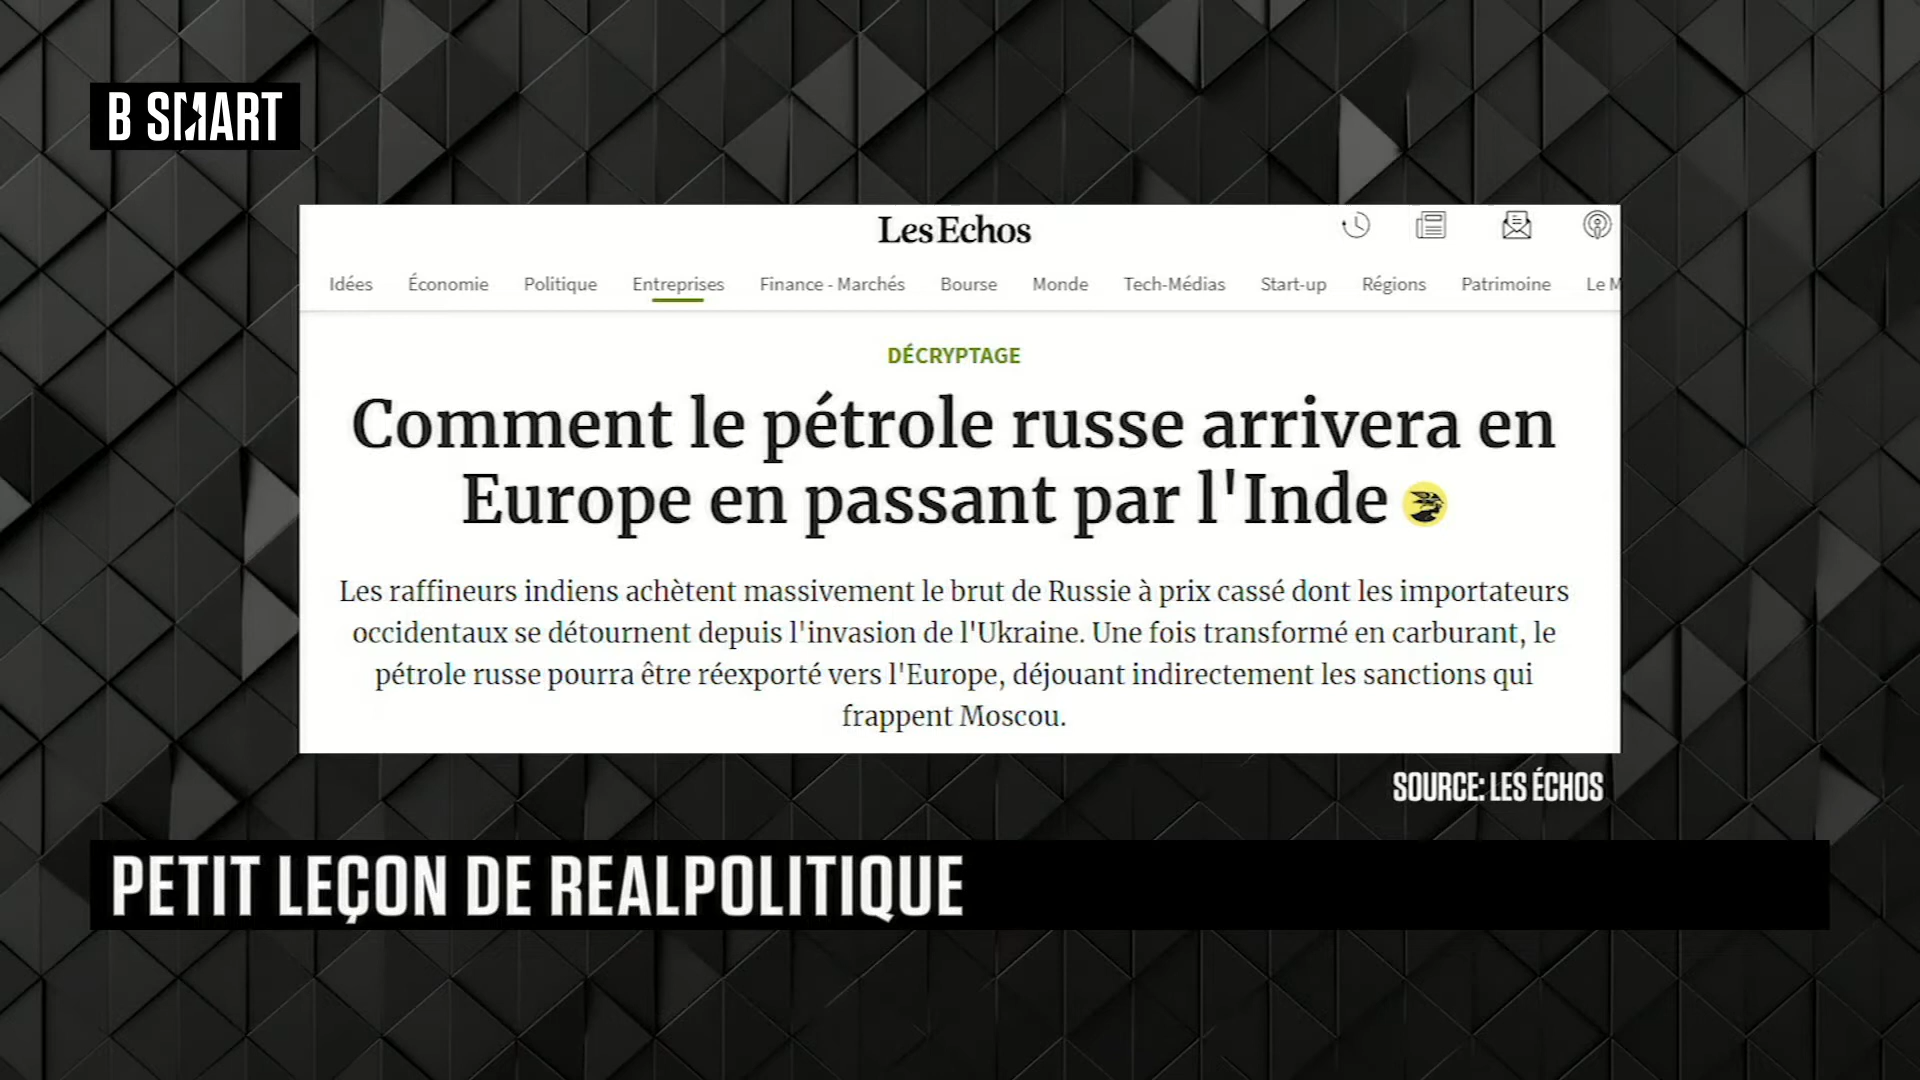 B SMART
Les Echos
Idées Économie Politique Entreprises Finance - Marchés Bourse Monde Tech-Médias Start-up Régions Patrimoine Le M
DÉCRYPTAGE
Comment le pétrole russe arrivera en
Europe en passant par l'Inde
Les raffineurs indiens achètent massivement le brut de Russie à prix cassé dont les importateurs
occidentaux se détournent depuis l'invasion de l'Ukraine. Une fois transformé en carburant, le
pétrole russe pourra être réexporté vers l'Europe, déjouant indirectement les sanctions qui
frappent Moscou.
SOURCE: LES ÉCHOS
PETIT LEÇON DE REALPOLITIQUE